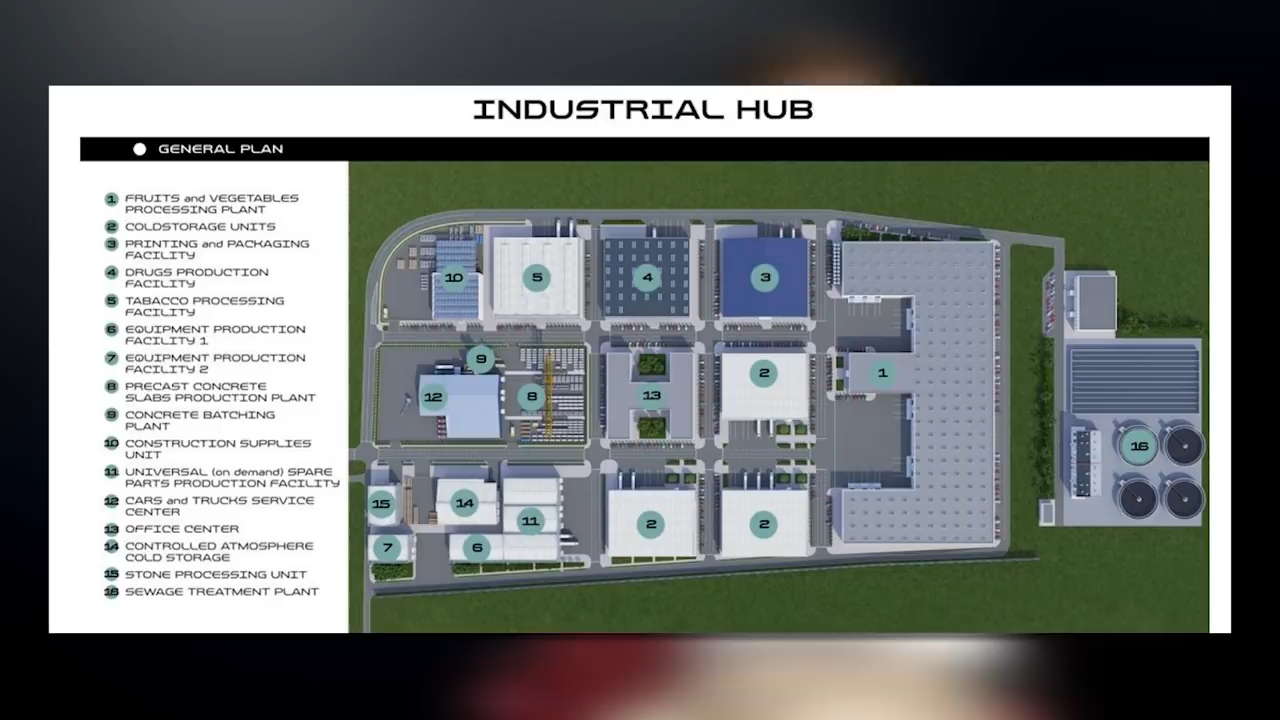 INDUSTRIAL HUB
GENERAL PLAN
1 FRUITS and VEGETABLES
PROCESSING PLANT
2 COLDSTORAGE UNITS
3 PRINTING and PACKAGING
FACILITY
4 DRUGS PRODUCTION
FACILITY
5 TABACCO PROCESSING
FACILITY
6 EQUIPMENT PRODUCTION
FACILITY 1
7 EQUIPMENT PRODUCTION
FACILITY 2
8 PRECAST CONCRETE
SLABS PRODUCTION PLANT
9 CONCRETE BATCHING
PLANT
10 CONSTRUCTION SUPPLIES
UNIT
11 UNIVERSAL (on demand) SPARE
PARTS PRODUCTION FACILITY
12 CARS and TRUCKS SERVICE
CENTER
13 OFFICE CENTER
14 CONTROLLED ATMOSPHERE
COLD STORAGE
15 STONE PROCESSING UNIT
16 SEWAGE TREATMENT PLANT
10 5 4 3
9
12 8 13 2 1
16
15 14 11 2 2
7 6